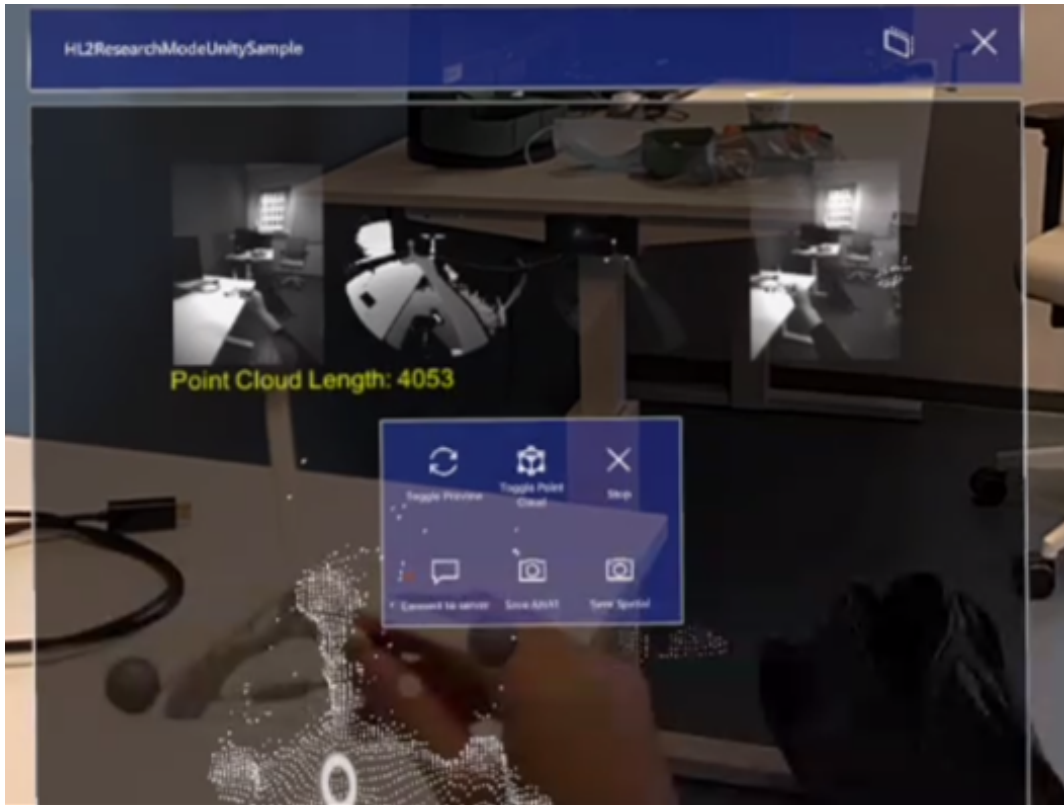 HL2ResearchModeUnitySample
Point Cloud Length: 4053
Toggle Preview
Toggle Point
Cloud
Stop
Connect to server
Save AHAT
Save Spatial